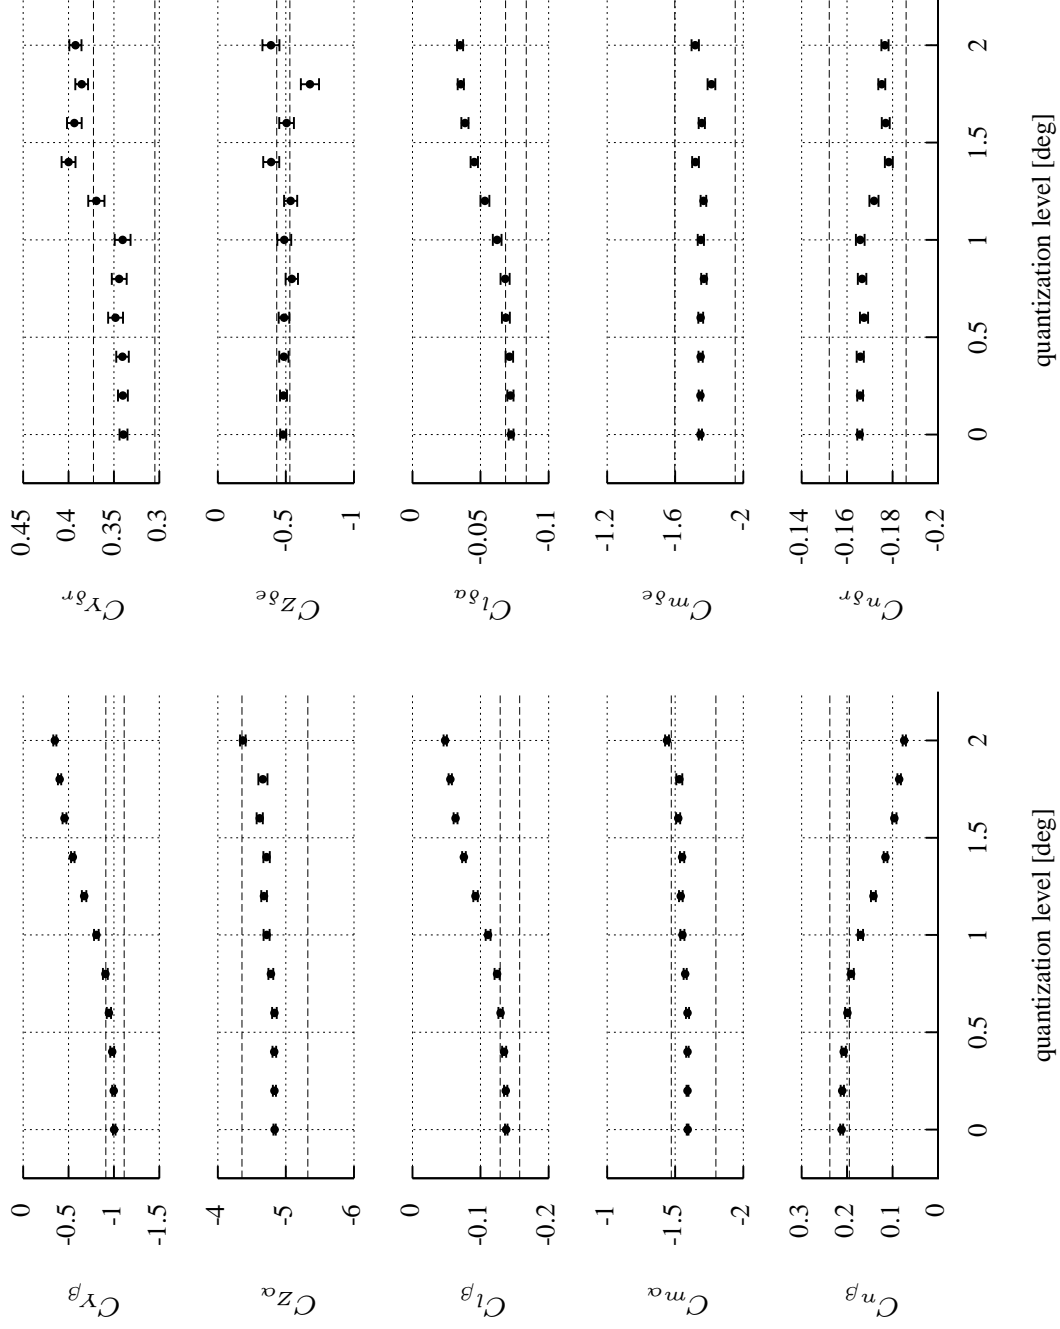 C_{Y_β}
0
-0.5
-1
-1.5
C_{Y_{δr}}
0.45
0.4
0.35
0.3
C_{Z_α}
-4
-5
-6
C_{Z_{δe}}
0
-0.5
-1
C_{l_β}
0
-0.1
-0.2
C_{l_{δa}}
0
-0.05
-0.1
C_{m_α}
-1
-1.5
-2
C_{m_{δe}}
-1.2
-1.6
-2
C_{n_β}
0.3
0.2
0.1
0
0 0.5 1 1.5 2
quantization level [deg]
C_{n_{δr}}
-0.14
-0.16
-0.18
-0.2
0 0.5 1 1.5 2
quantization level [deg]